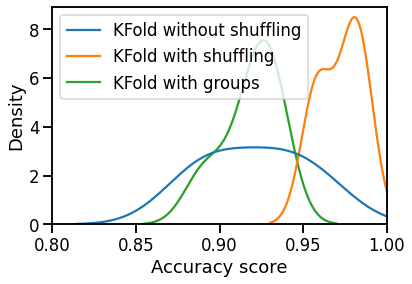 KFold without shuffling
KFold with shuffling
KFold with groups
Density
8
6
4
2
0
0.80 0.85 0.90 0.95 1.00
Accuracy score